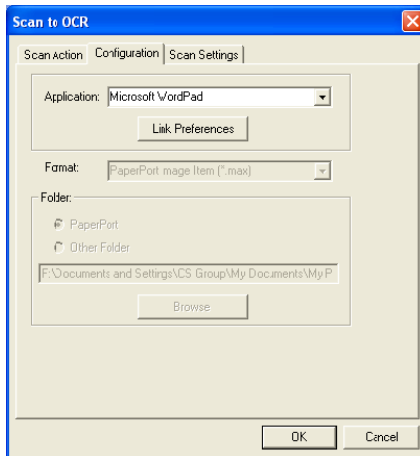 Scan to OCR
Scan Action Configuration Scan Settings
Application: Microsoft WordPad
Link Preferences
Format: PaperPort mage Item (*.max)
Folder:
PaperPort
Other Folder
F:\Documents and Settings\CS Group\My Documents\My P
Browse
OK Cancel